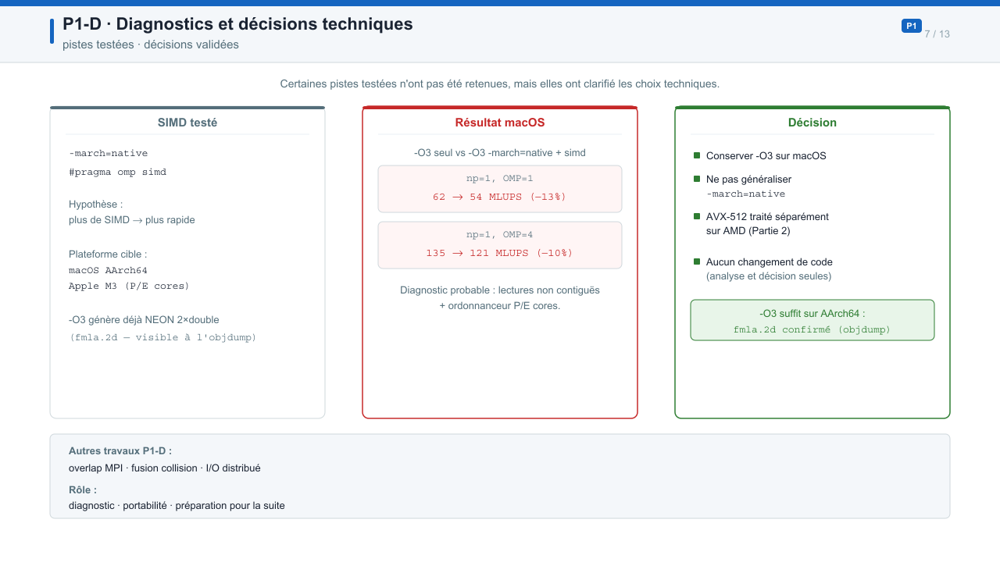 P1-D · Diagnostics et décisions techniques
pistes testées · décisions validées
P1
7 / 13
Certaines pistes testées n'ont pas été retenues, mais elles ont clarifié les choix techniques.
SIMD testé
-march=native
#pragma omp simd
Hypothèse :
plus de SIMD → plus rapide
Plateforme cible :
macOS AArch64
Apple M3 (P/E cores)
-O3 génère déjà NEON 2×double
(fmla.2d — visible à l'objdump)
Résultat macOS
-O3 seul vs -O3 -march=native + simd
np=1, OMP=1
62 → 54 MLUPS (−13%)
np=1, OMP=4
135 → 121 MLUPS (−10%)
Diagnostic probable : lectures non contiguës
+ ordonnanceur P/E cores.
Décision
Conserver -O3 sur macOS
Ne pas généraliser
-march=native
AVX-512 traité séparément
sur AMD (Partie 2)
Aucun changement de code
(analyse et décision seules)
-O3 suffit sur AArch64 :
fmla.2d confirmé (objdump)
Autres travaux P1-D :
overlap MPI · fusion collision · I/O distribué
Rôle :
diagnostic · portabilité · préparation pour la suite